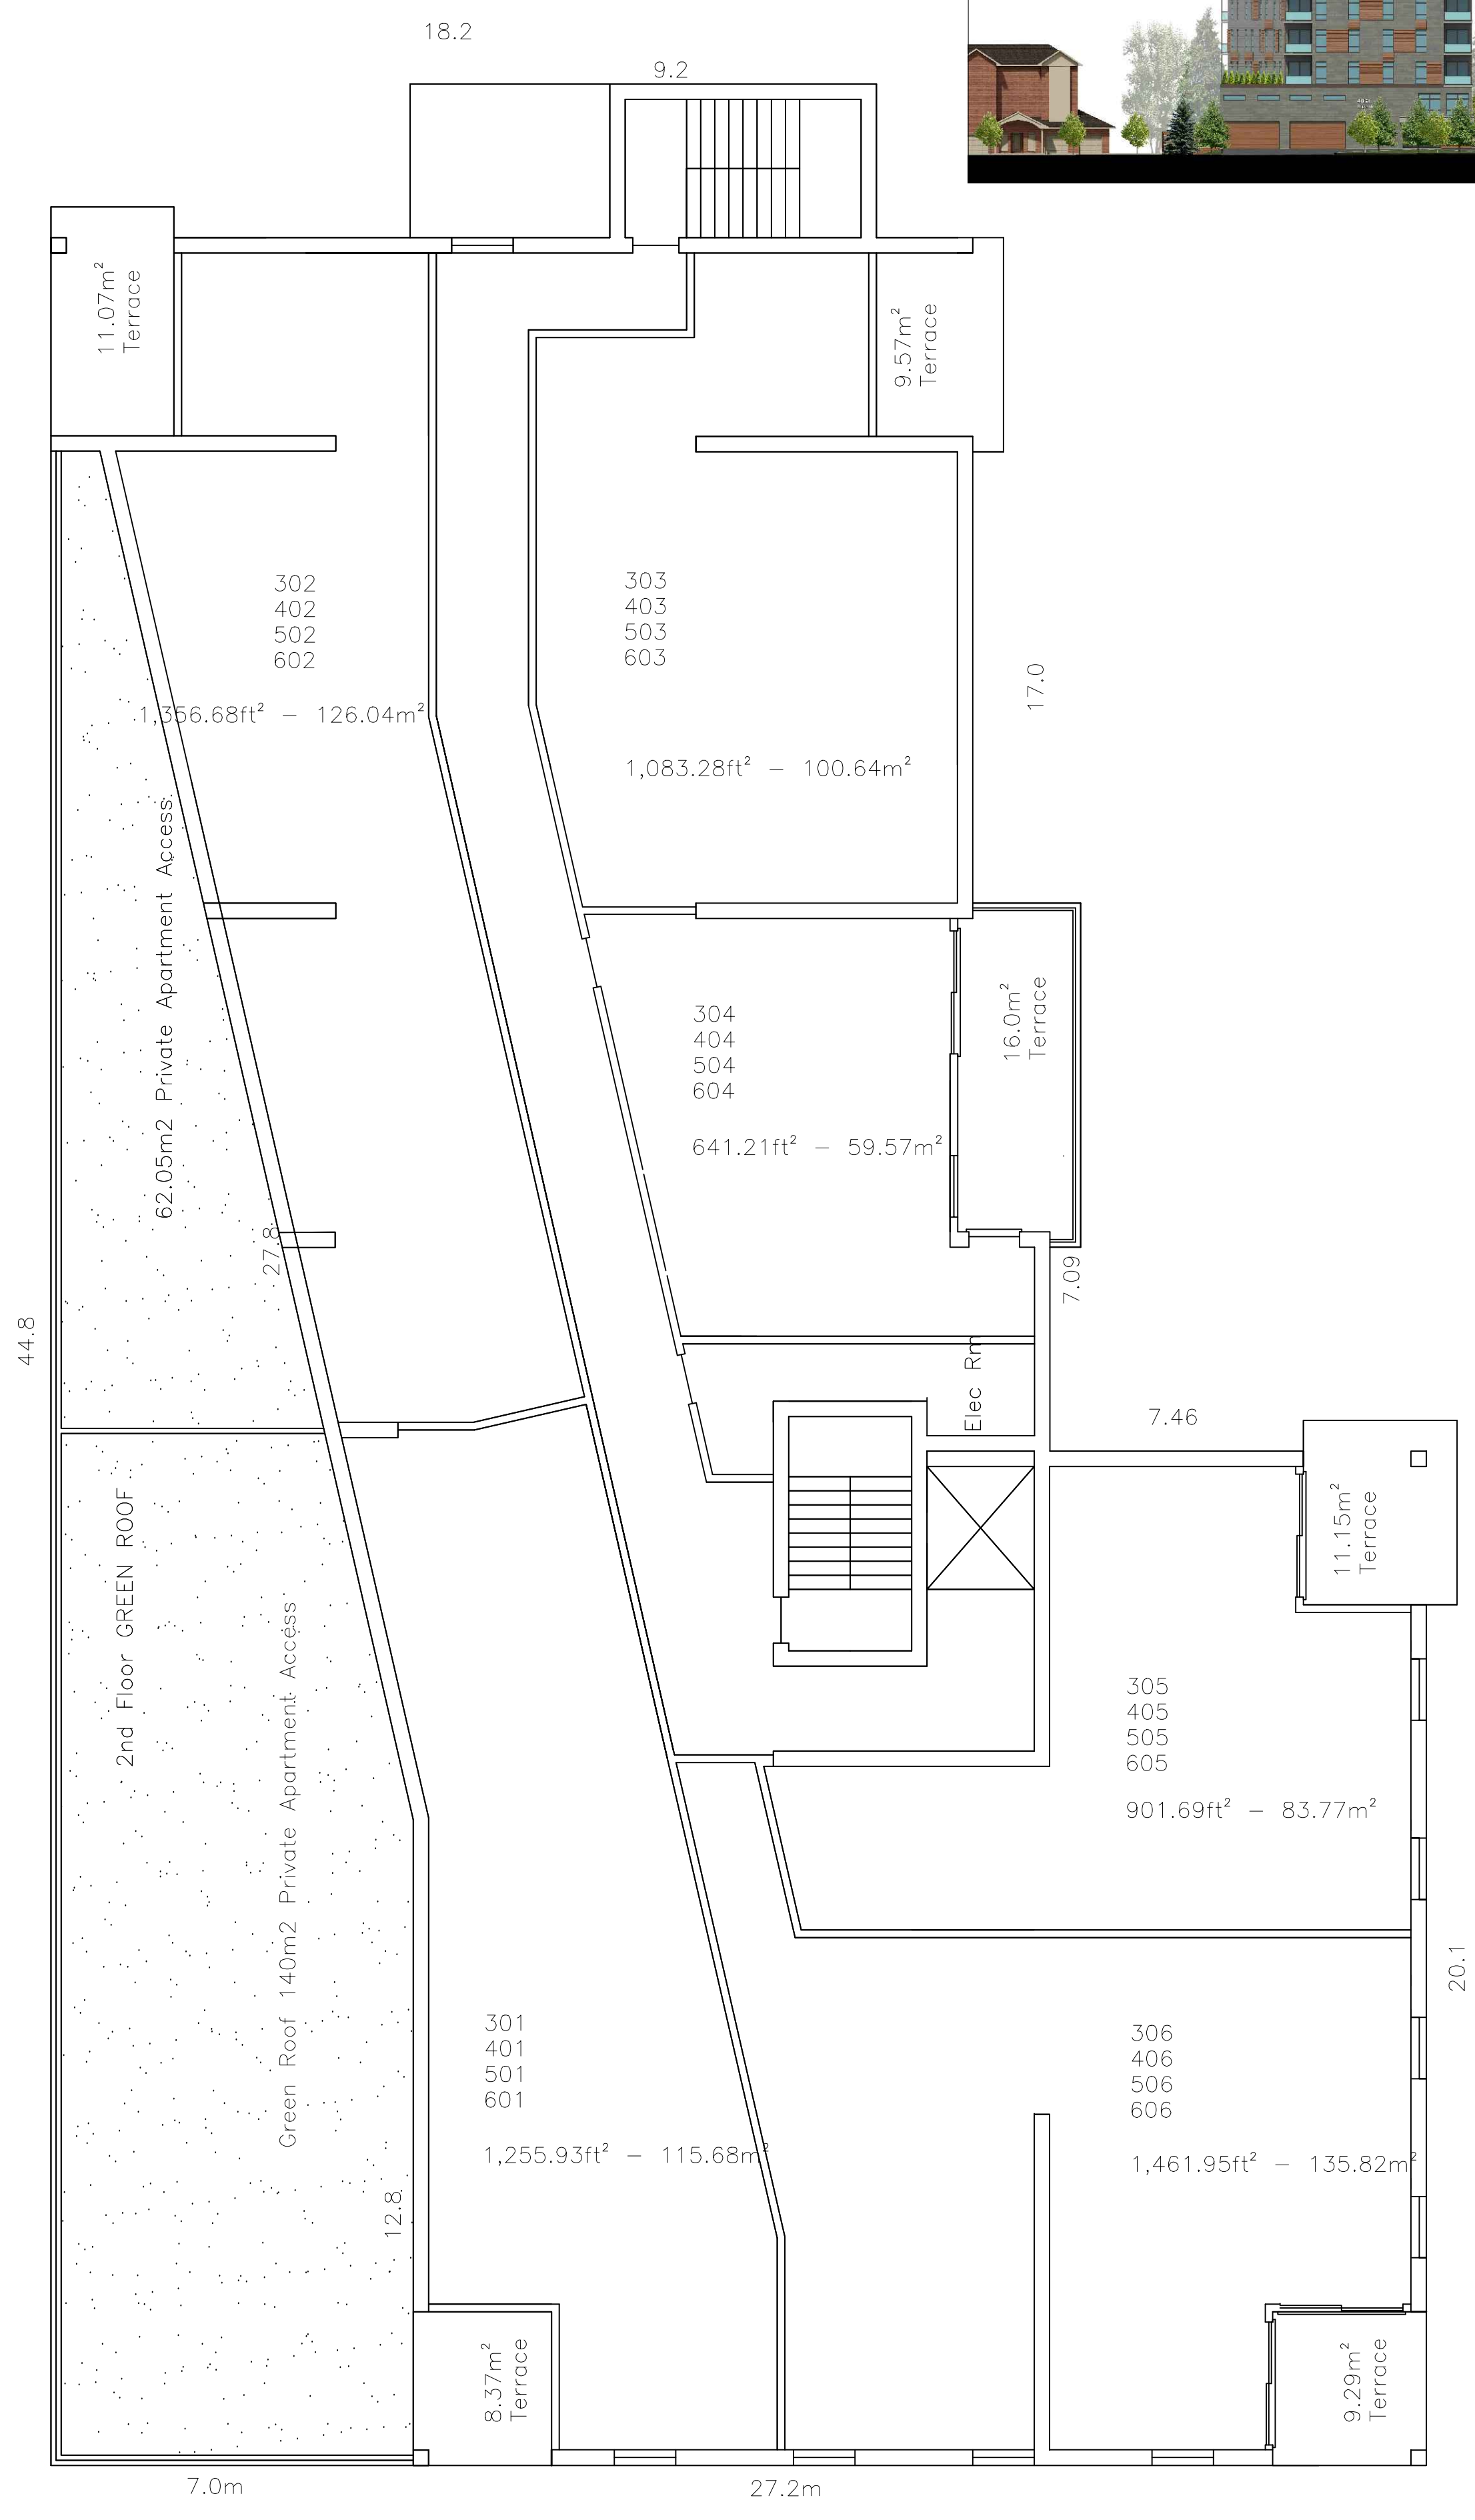 18.2
9.2
11.07m²
Terrace
9.57m²
Terrace
302
402
502
602
1,356.68ft² – 126.04m²
303
403
503
603
1,083.28ft² – 100.64m²
17.0
62.05m2 Private Apartment Access
27.8
304
404
504
604
641.21ft² – 59.57m²
16.0m²
Terrace
7.09
44.8
Elec Rm
7.46
11.15m²
Terrace
2nd Floor GREEN ROOF
Green Roof 140m2 Private Apartment Access
305
405
505
605
901.69ft² – 83.77m²
20.1
301
401
501
601
1,255.93ft² – 115.68m²
306
406
506
606
1,461.95ft² – 135.82m²
12.8
8.37m²
Terrace
9.29m²
Terrace
7.0m
27.2m